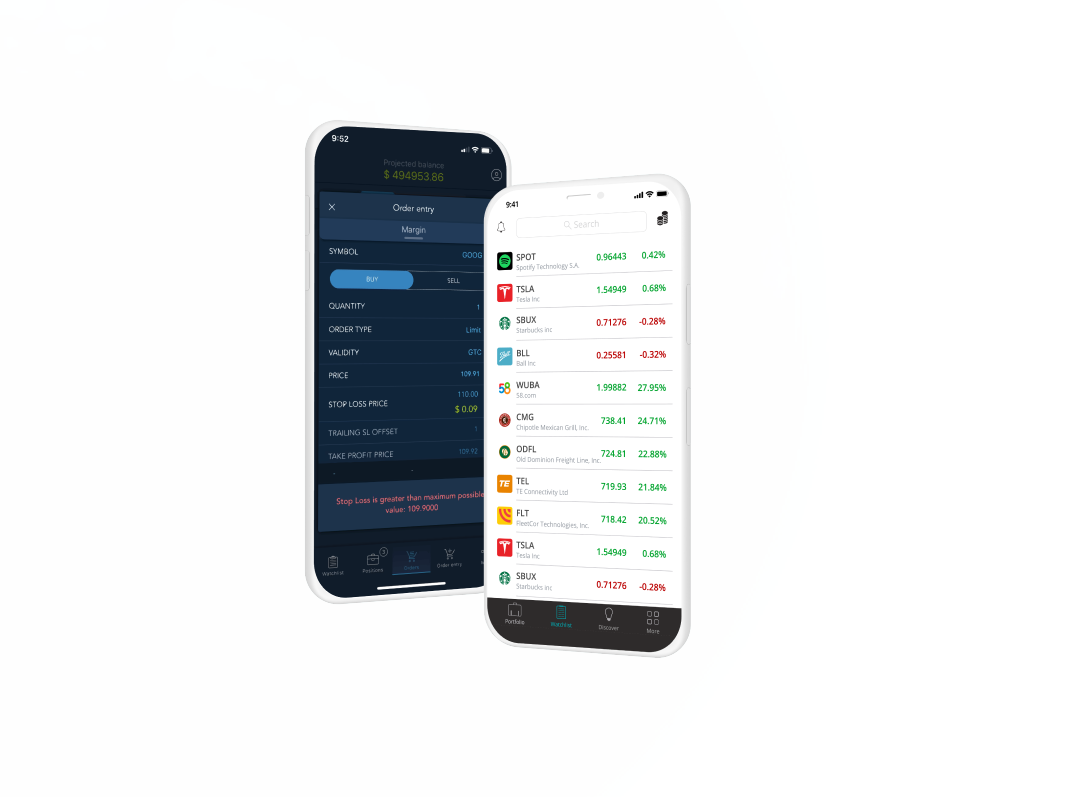 9:52
Projected balance
$ 494953.86
Order entry
Margin
SYMBOL GOOG
BUY SELL
QUANTITY 1
ORDER TYPE Limit
VALIDITY GTC
PRICE 109.91
110.00
STOP LOSS PRICE
$ 0.09
TRAILING SL OFFSET 1
TAKE PROFIT PRICE 109.92
Stop Loss is greater than maximum possible
value: 109.9000
3
Watchlist Positions Orders Order entry
9:41
Search
SPOT 0.96443 0.42%
Spotify Technology S.A.
TSLA 1.54949 0.68%
Tesla Inc
SBUX 0.71276 -0.28%
Starbucks Inc
Ball
BLL 0.25581 -0.32%
Ball Inc
58
WUBA 1.99882 27.95%
58.com
CMG 738.41 24.71%
Chipotle Mexican Grill, Inc.
ODFL 724.81 22.88%
Old Dominion Freight Line, Inc.
TE
TEL 719.93 21.84%
TE Connectivity Ltd
FLT 718.42 20.52%
FleetCor Technologies, Inc.
TSLA 1.54949 0.68%
Tesla Inc
SBUX 0.71276 -0.28%
Starbucks Inc
Portfolio Watchlist Discover More